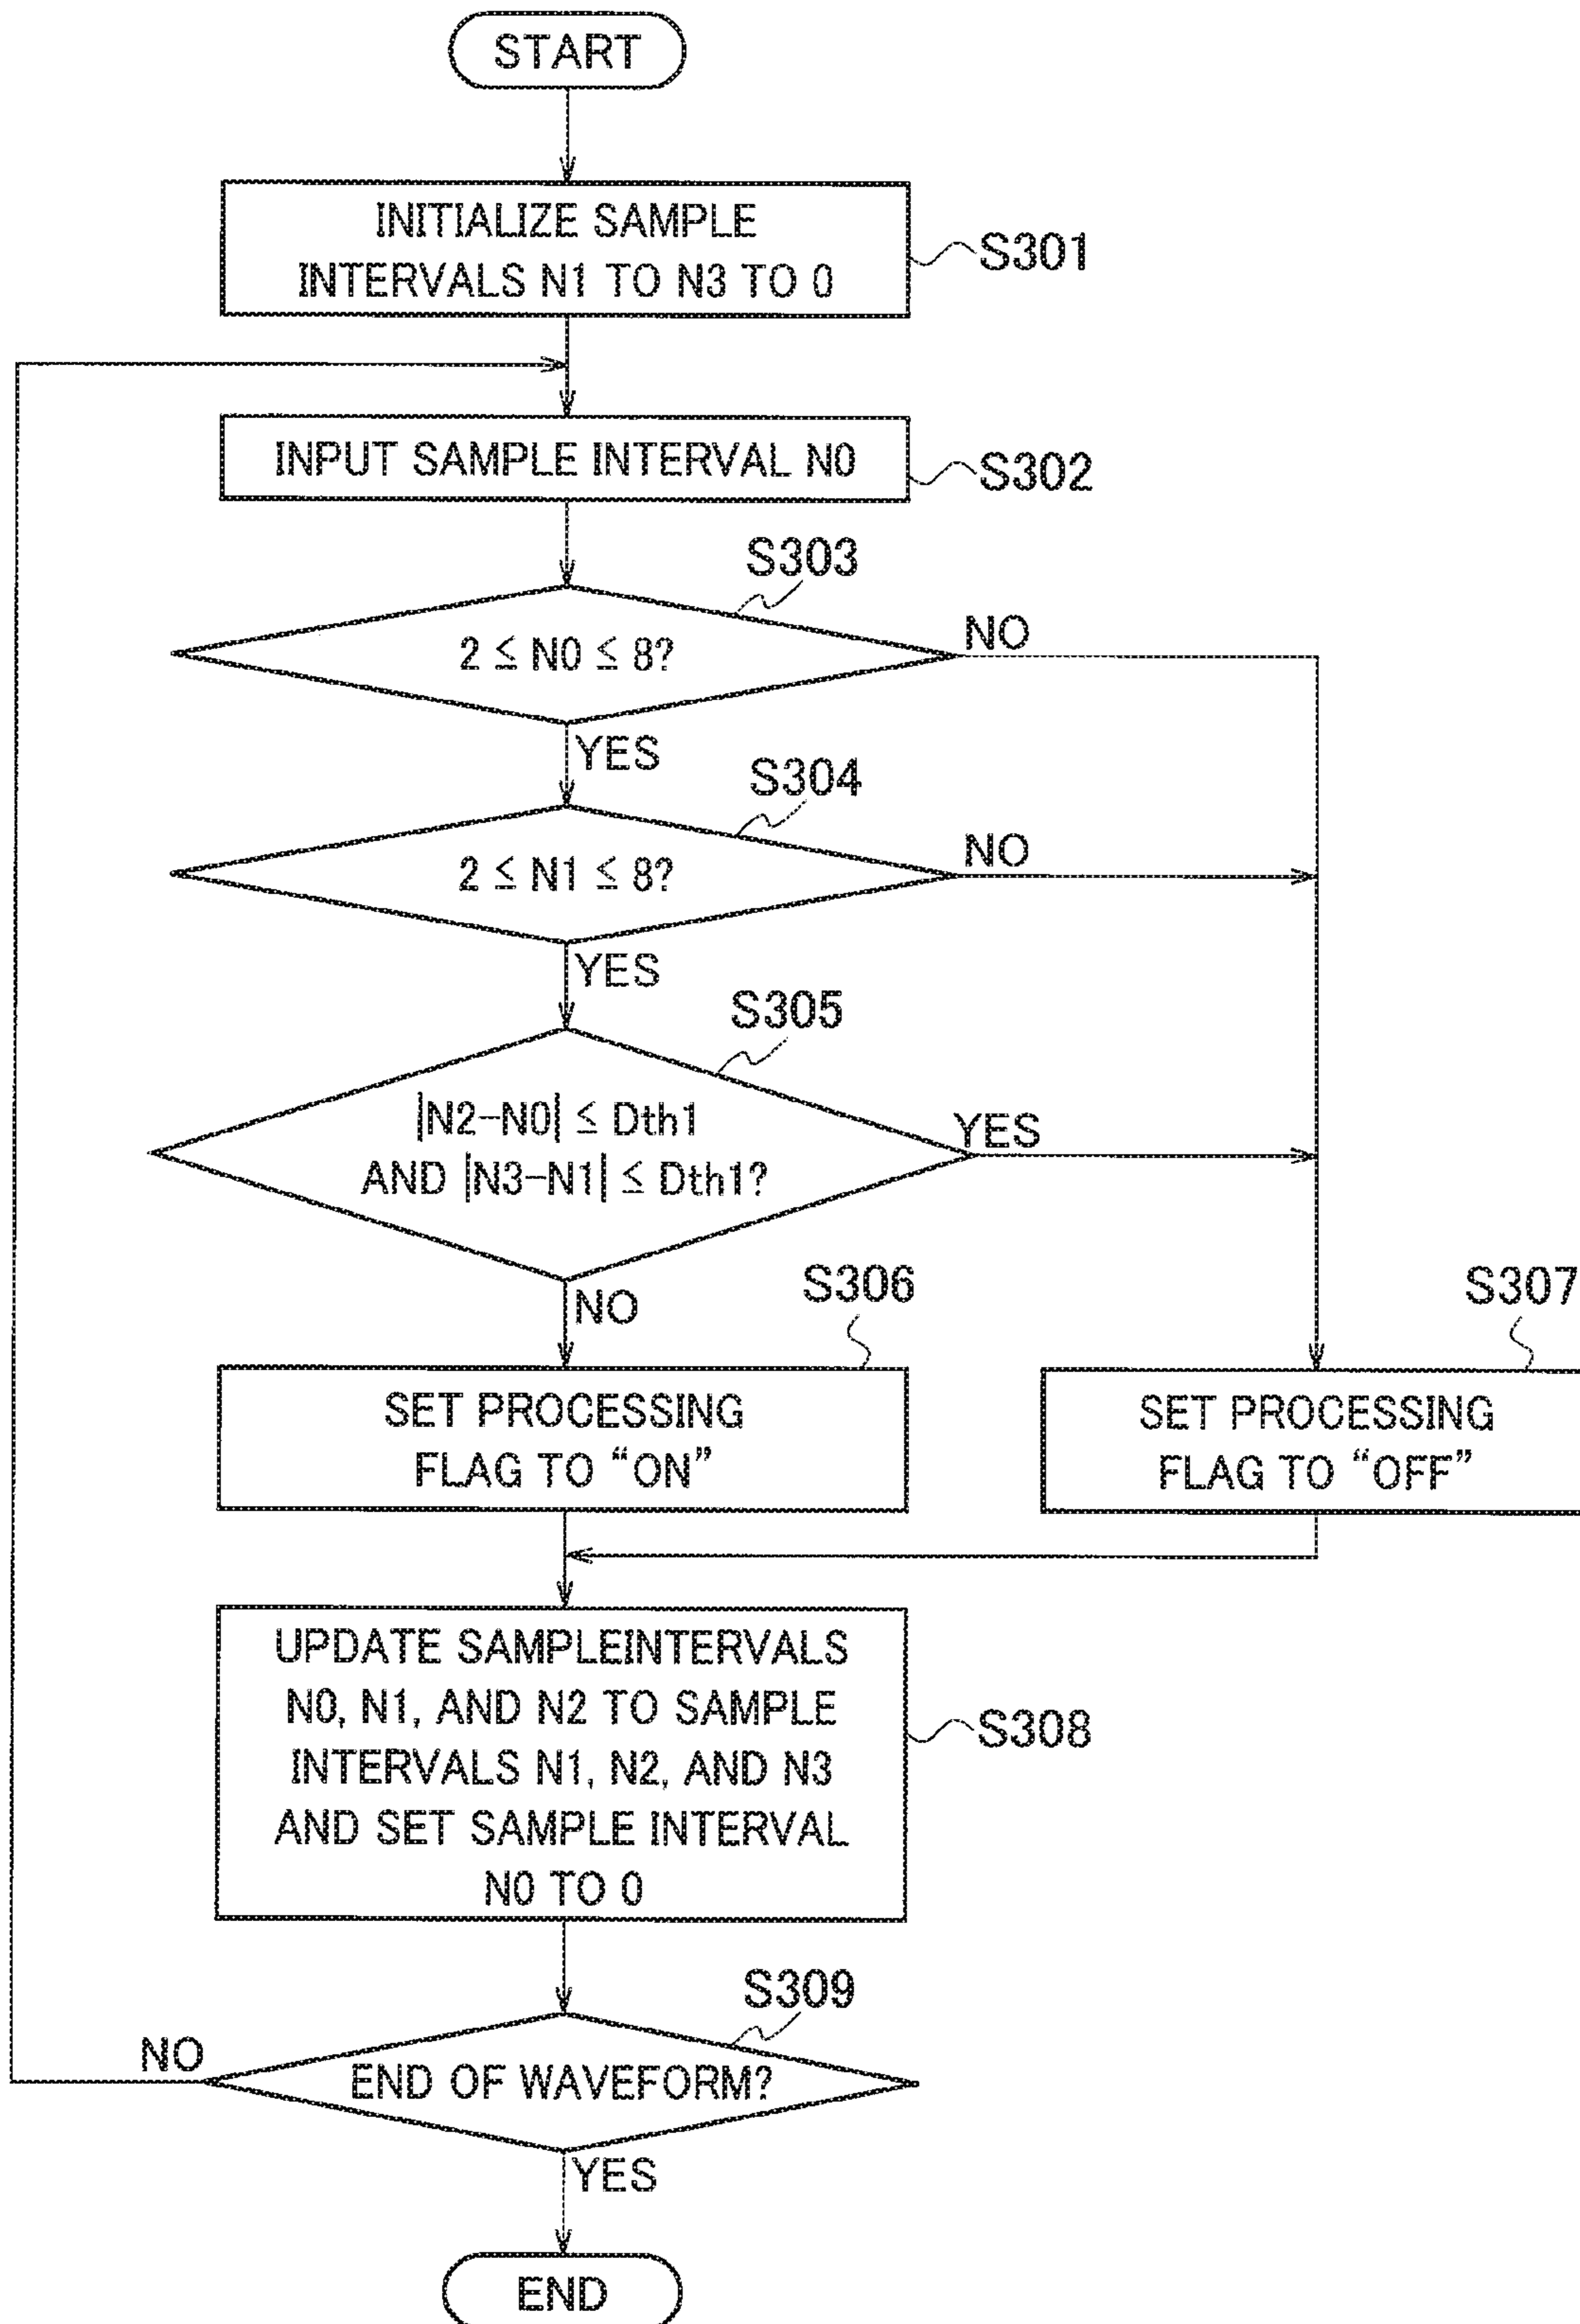 START
INITIALIZE SAMPLE
INTERVALS N1 TO N3 TO 0
S301
INPUT SAMPLE INTERVAL N0
S302
S303
2 ≤ N0 ≤ 8?
NO
YES
S304
2 ≤ N1 ≤ 8?
NO
YES
S305
|N2-N0| ≤ Dth1
AND |N3-N1| ≤ Dth1?
YES
NO
S306
SET PROCESSING
FLAG TO “ON”
S307
SET PROCESSING
FLAG TO “OFF”
UPDATE SAMPLEINTERVALS
N0, N1, AND N2 TO SAMPLE
INTERVALS N1, N2, AND N3
AND SET SAMPLE INTERVAL
N0 TO 0
S308
S309
END OF WAVEFORM?
NO
YES
END